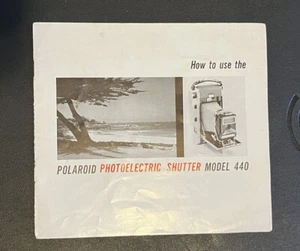 How to use the
POLAROID PHOTOELECTRIC SHUTTER MODEL 440